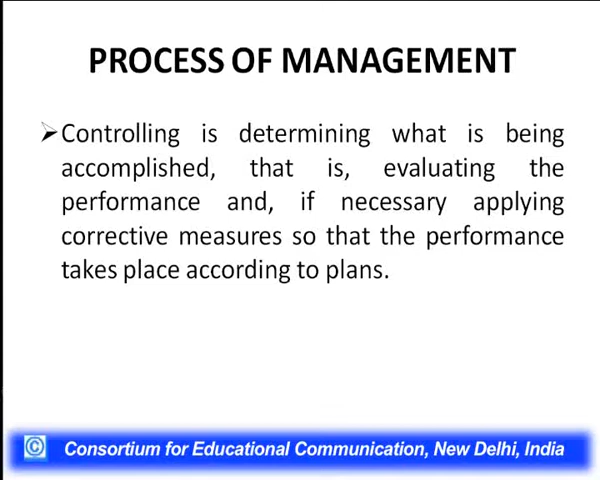 PROCESS OF MANAGEMENT
➢Controlling is determining what is being
accomplished, that is, evaluating the
performance and, if necessary applying
corrective measures so that the performance
takes place according to plans.
© Consortium for Educational Communication, New Delhi, India